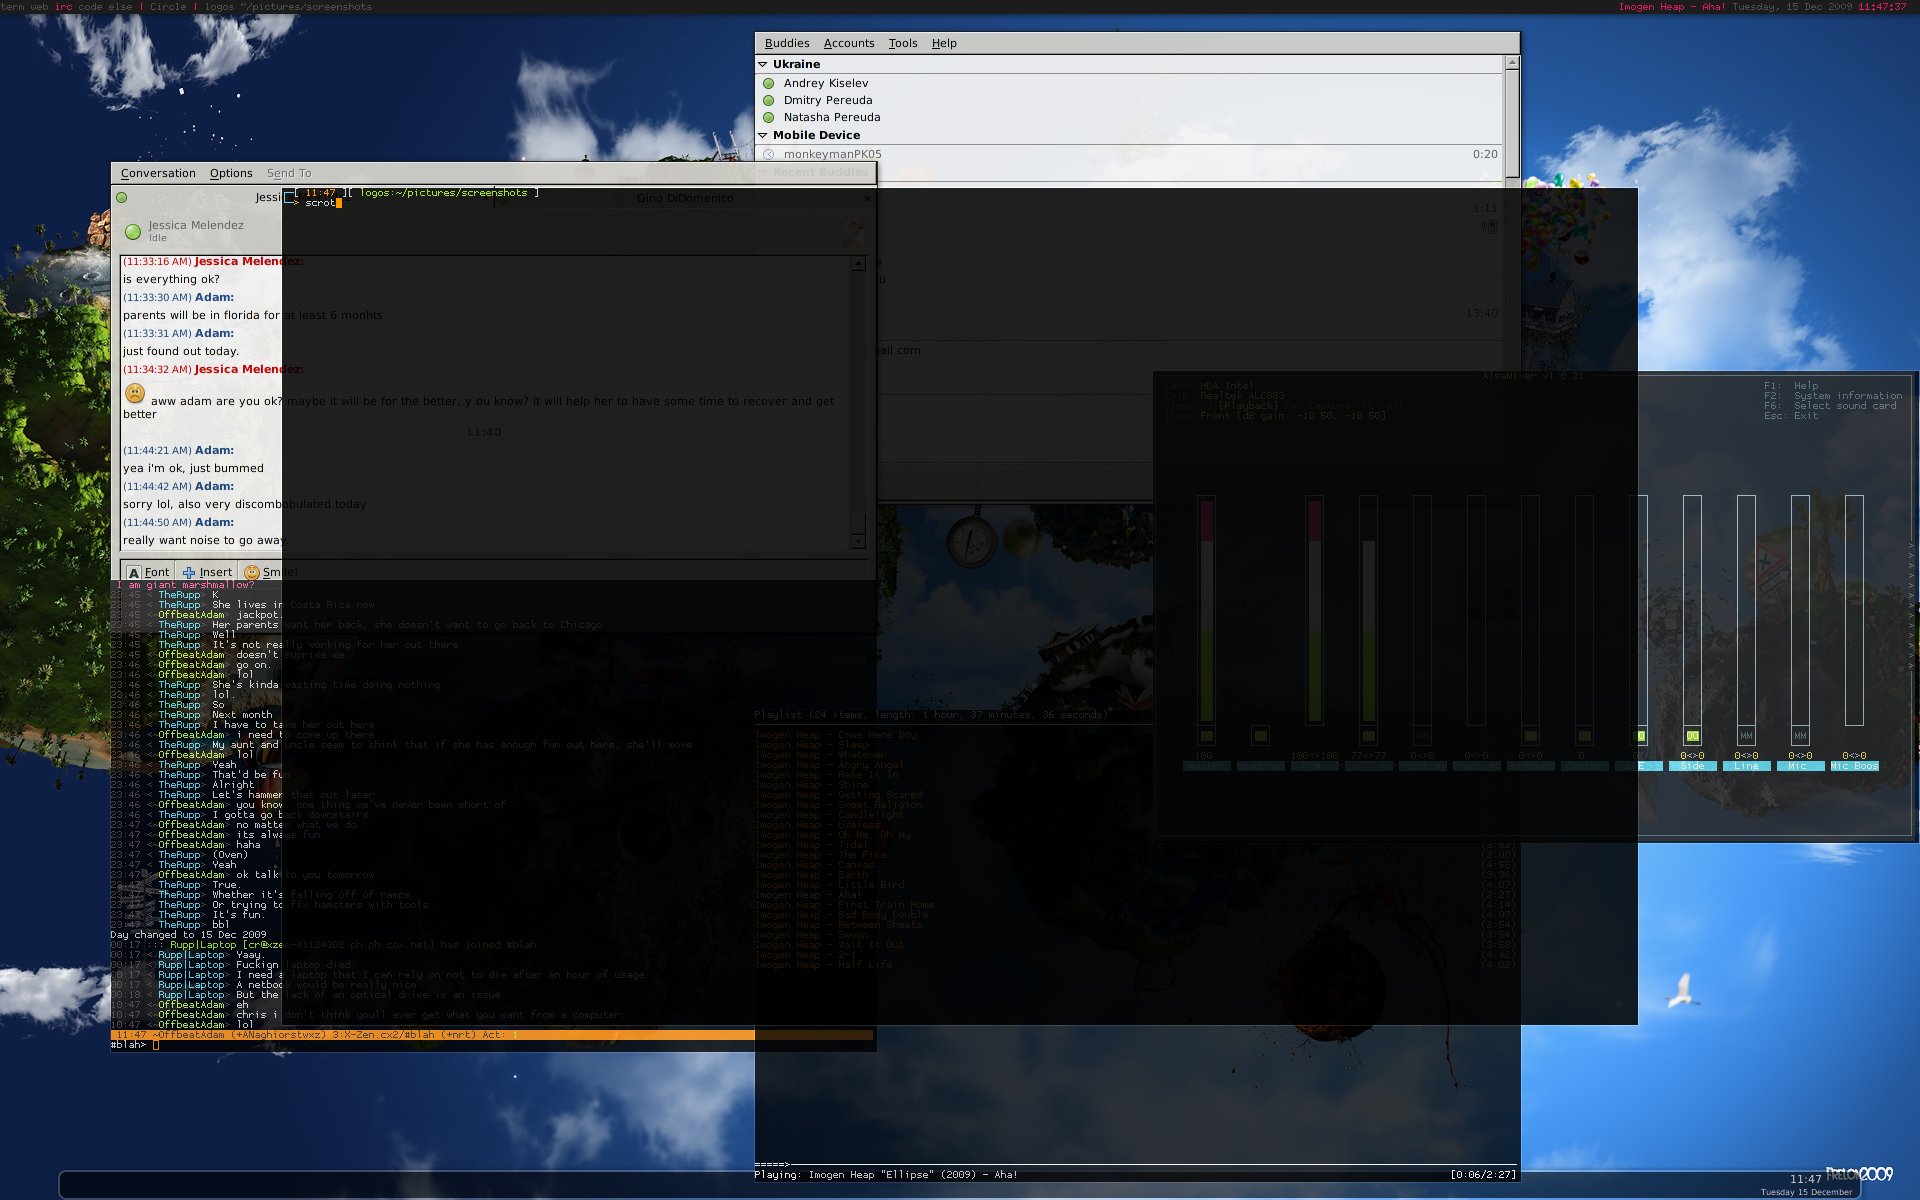 term web irc code else | Circle | logos ~/pictures/screenshots
Imogen Heap - Aha! Tuesday, 15 Dec 2009 11:47:37
Buddies Accounts Tools Help
Ukraine
Andrey Kiselev
Dmitry Pereuda
Natasha Pereuda
Mobile Device
monkeymanPK05 0:20
Recent Buddies
1:11
13:40
ail.com
Conversation Options Send To
Jessi
Gino DiDomenico
[ 11:47 ][ logos:~/pictures/screenshots ]
> scrot
Jessica Melendez
Idle
(11:33:16 AM) Jessica Melendez:
is everything ok?
(11:33:30 AM) Adam:
parents will be in florida for at least 6 monhts
(11:33:31 AM) Adam:
just found out today.
(11:34:32 AM) Jessica Melendez:
aww adam are you ok? maybe it will be for the better, y ou know? it will help her to have some time to recover and get
better
11:40
(11:44:21 AM) Adam:
yea i'm ok, just bummed
(11:44:42 AM) Adam:
sorry lol, also very discombobulated today
(11:44:50 AM) Adam:
really want noise to go away.
Font Insert Smile!
I am giant marshmallow?
23:45 < TheRupp> K
23:45 < TheRupp> She lives in Costa Rica now
23:45 <~OffbeatAdam> jackpot.
23:45 < TheRupp> Her parents want her back, she doesn't want to go back to Chicago
23:45 < TheRupp> Well
23:45 < TheRupp> It's not really working for her out there
23:45 <~OffbeatAdam> doesn't suprise me
23:46 <~OffbeatAdam> go on.
23:46 <~OffbeatAdam> lol
23:46 < TheRupp> She's kinda wasting time doing nothing
23:46 < TheRupp> lol.
23:46 < TheRupp> So
23:46 < TheRupp> Next month
23:46 < TheRupp> I have to take her out here
23:46 <~OffbeatAdam> i need to come up there
23:46 < TheRupp> My aunt and uncle seem to think that if she has enough fun out here, she'll move
23:46 <~OffbeatAdam> lol
23:46 < TheRupp> Yeah
23:46 < TheRupp> That'd be fun
23:46 < TheRupp> Alright
23:46 < TheRupp> Let's hammer that out later
23:46 <~OffbeatAdam> you know, one thing we've never been short of
23:46 < TheRupp> I gotta go back downstairs
23:47 <~OffbeatAdam> no matter what we do
23:47 <~OffbeatAdam> its always fun.
23:47 <~OffbeatAdam> haha
23:47 < TheRupp> (Oven)
23:47 < TheRupp> Yeah
23:47 <~OffbeatAdam> ok talk to you tomorrow.
23:47 < TheRupp> True.
23:47 < TheRupp> Whether it's falling off of ramps
23:47 < TheRupp> Or trying to fix hamsters with tools
23:47 < TheRupp> It's fun.
23:47 < TheRupp> bbl
Day changed to 15 Dec 2009
00:17 ::: Rupp|Laptop has joined #blah
00:17 < Rupp|Laptop> Yaay.
00:17 < Rupp|Laptop> Fuckign laptop died
00:17 < Rupp|Laptop> I need a laptop that I can rely on not to die after an hour of usage
00:17 < Rupp|Laptop> A netbook would be really nice
00:18 < Rupp|Laptop> But the lack of an optical drive is an issue
10:47 <~OffbeatAdam> eh
10:47 <~OffbeatAdam> chris i don't think youll ever get what you want from a computer.
10:47 <~OffbeatAdam> lol
11:47 ~OffbeatAdam (+ANaghiorstwxz) 3:X-Zen.cx2/#blah (+nrt) Act:
#blah>
AlsaMixer v1.0.21
Card: HDA Intel
Chip: Realtek ALC883
[Playback]
Item: Front [dB gain: -10.50, -10.50]
F1: Help
F2: System information
F6: Select sound card
Esc: Exit
100 100<>100 77<>77 0<>0 0<>0 0<>0 0<>0 0<>0 0<>0
Side Line Mic Mic Boos
Playlist (24 items, length: 1 hour, 37 minutes, 36 seconds)
Imogen Heap - Come Here Boy
Imogen Heap - Sleep
Imogen Heap - Whatever
Imogen Heap - Angry Angel
Imogen Heap - Rake It In
Imogen Heap - Shine
Imogen Heap - Getting Scared
Imogen Heap - Sweet Religion
Imogen Heap - Candlelight
Imogen Heap - Useless
Imogen Heap - Oh Me, Oh My
Imogen Heap - Tidal
Imogen Heap - The Fire (2:00)
Imogen Heap - Canvas (4:55)
Imogen Heap - Earth (3:36)
Imogen Heap - Little Bird (4:07)
Imogen Heap - Aha! (2:27)
Imogen Heap - First Train Home (4:14)
Imogen Heap - Bad Body Double (4:07)
Imogen Heap - Between Sheets (2:54)
Imogen Heap - Swoon (3:54)
Imogen Heap - Wait It Out (3:58)
Imogen Heap - 2-1 (4:42)
Imogen Heap - Half Life (4:02)
Playing: Imogen Heap "Ellipse" (2009) - Aha! [0:06/2:27]
11:47
Tuesday 15 December
FRELON2009